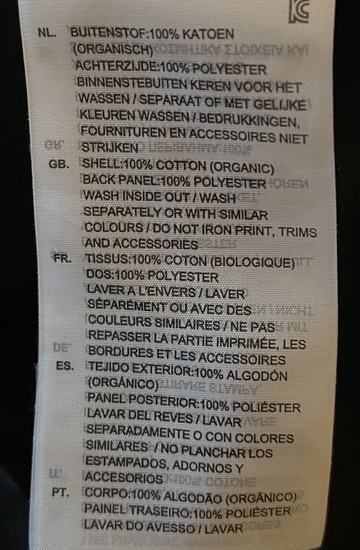 NL. BUITENSTOF:100% KATOEN
(ORGANISCH)
ACHTERZIJDE:100% POLYESTER
BINNENSTEBUITEN KEREN VOOR HET
WASSEN / SEPARAAT OF MET GELIJKE
KLEUREN WASSEN / BEDRUKKINGEN,
FOURNITUREN EN ACCESSOIRES NIET
STRIJKEN
GB. SHELL:100% COTTON (ORGANIC)
BACK PANEL:100% POLYESTER
WASH INSIDE OUT / WASH
SEPARATELY OR WITH SIMILAR
COLOURS / DO NOT IRON PRINT, TRIMS
AND ACCESSORIES
FR. TISSUS:100% COTON (BIOLOGIQUE)
DOS:100% POLYESTER
LAVER A L'ENVERS / LAVER
SÉPARÉMENT OU AVEC DES
COULEURS SIMILAIRES / NE PAS
REPASSER LA PARTIE IMPRIMÉE, LES
BORDURES ET LES ACCESSOIRES
ES. TEJIDO EXTERIOR:100% ALGODÓN
(ORGÁNICO)
PANEL POSTERIOR:100% POLIÉSTER
LAVAR DEL REVES / LAVAR
SEPARADAMENTE O CON COLORES
SIMILARES / NO PLANCHAR LOS
ESTAMPADOS, ADORNOS Y
ACCESORIOS
PT. CORPO:100% ALGODÃO (ORGÂNICO)
PAINEL TRASEIRO:100% POLIÉSTER
LAVAR DO AVESSO / LAVAR